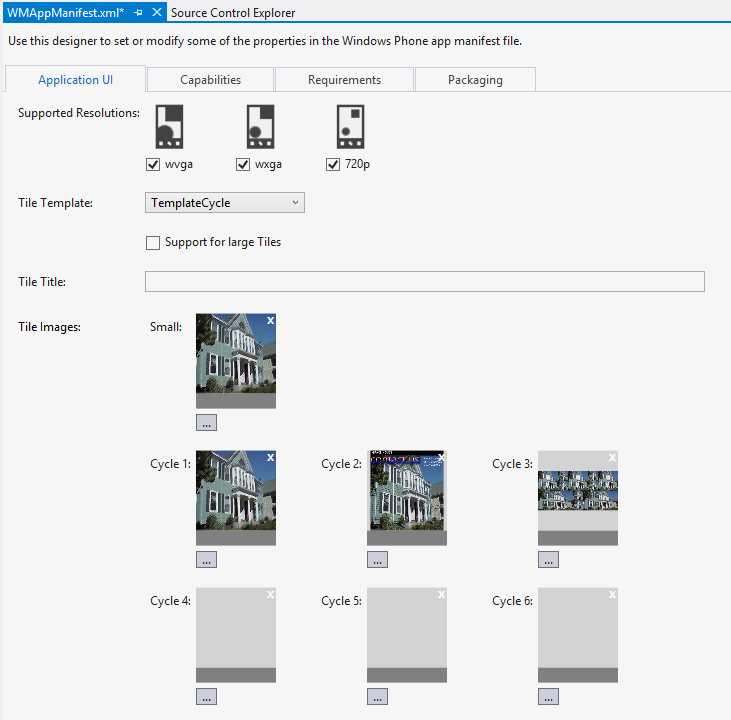 WMAppManifest.xml* Source Control Explorer
Use this designer to set or modify some of the properties in the Windows Phone app manifest file.
Application UI Capabilities Requirements Packaging
Supported Resolutions:
wvga wxga 720p
Tile Template: TemplateCycle
Support for large Tiles
Tile Title:
Tile Images: Small: X
...
Cycle 1: X Cycle 2: X Cycle 3: X
... ... ...
Cycle 4: X Cycle 5: X Cycle 6: X
... ... ...